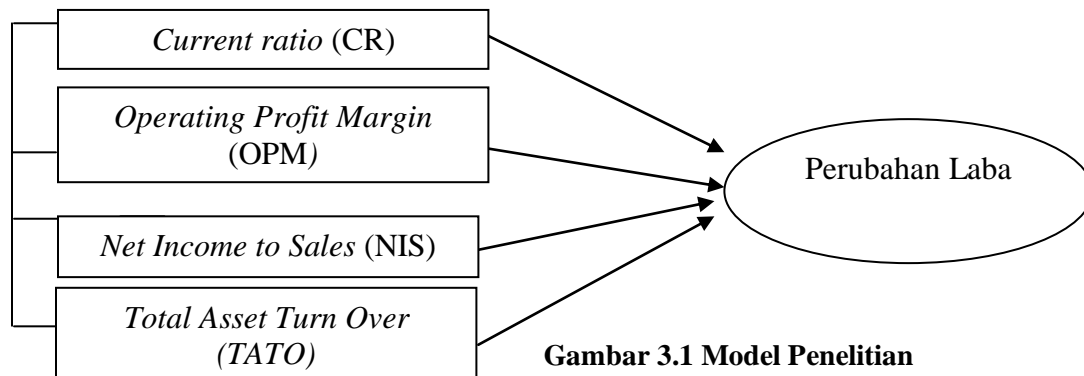 Current ratio (CR)
Operating Profit Margin
(OPM)
Perubahan Laba
Net Income to Sales (NIS)
Total Asset Turn Over
(TATO)
Gambar 3.1 Model Penelitian